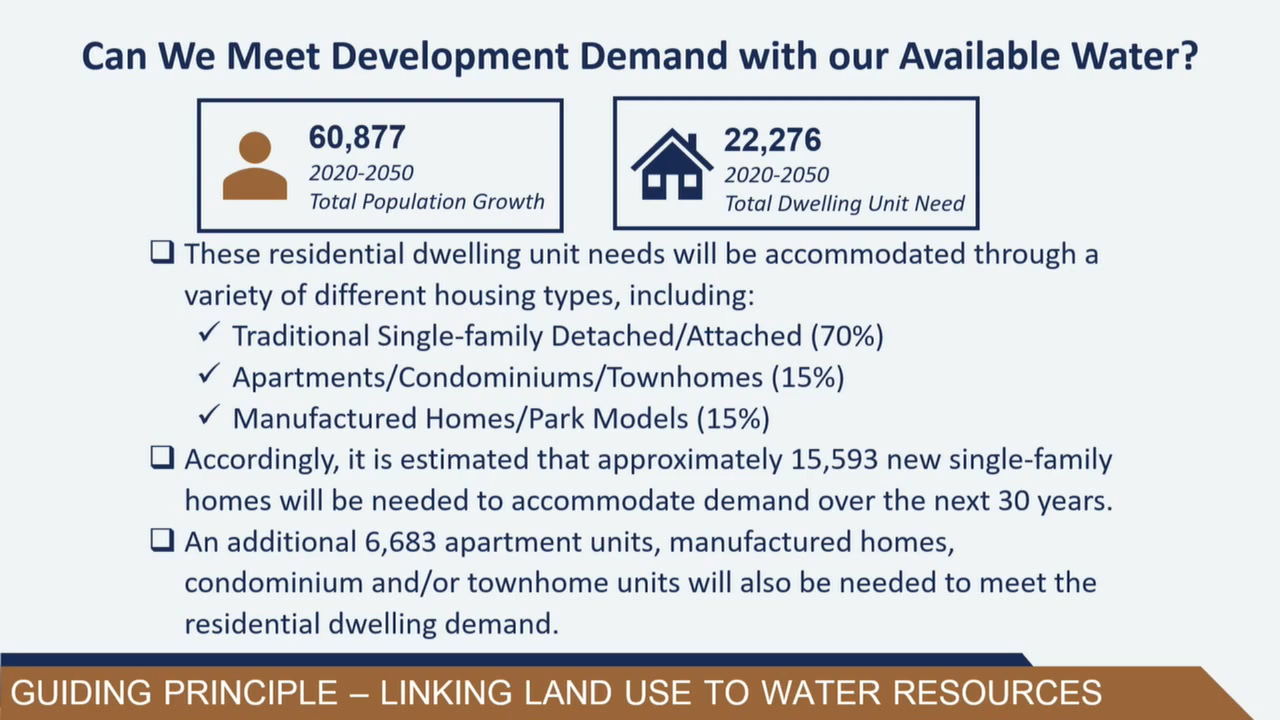 Can We Meet Development Demand with our Available Water?
60,877
2020-2050
Total Population Growth
22,276
2020-2050
Total Dwelling Unit Need
These residential dwelling unit needs will be accommodated through a
variety of different housing types, including:
✓ Traditional Single-family Detached/Attached (70%)
✓ Apartments/Condominiums/Townhomes (15%)
✓ Manufactured Homes/Park Models (15%)
Accordingly, it is estimated that approximately 15,593 new single-family
homes will be needed to accommodate demand over the next 30 years.
An additional 6,683 apartment units, manufactured homes,
condominium and/or townhome units will also be needed to meet the
residential dwelling demand.
GUIDING PRINCIPLE – LINKING LAND USE TO WATER RESOURCES